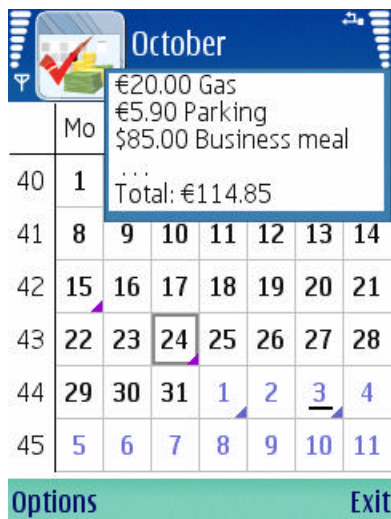 October
€20.00 Gas
€5.90 Parking
$85.00 Business meal
...
Total: €114.85
Mo
40 1
41 8 9 10 11 12 13 14
42 15 16 17 18 19 20 21
43 22 23 24 25 26 27 28
44 29 30 31 1 2 3 4
45 5 6 7 8 9 10 11
Options Exit